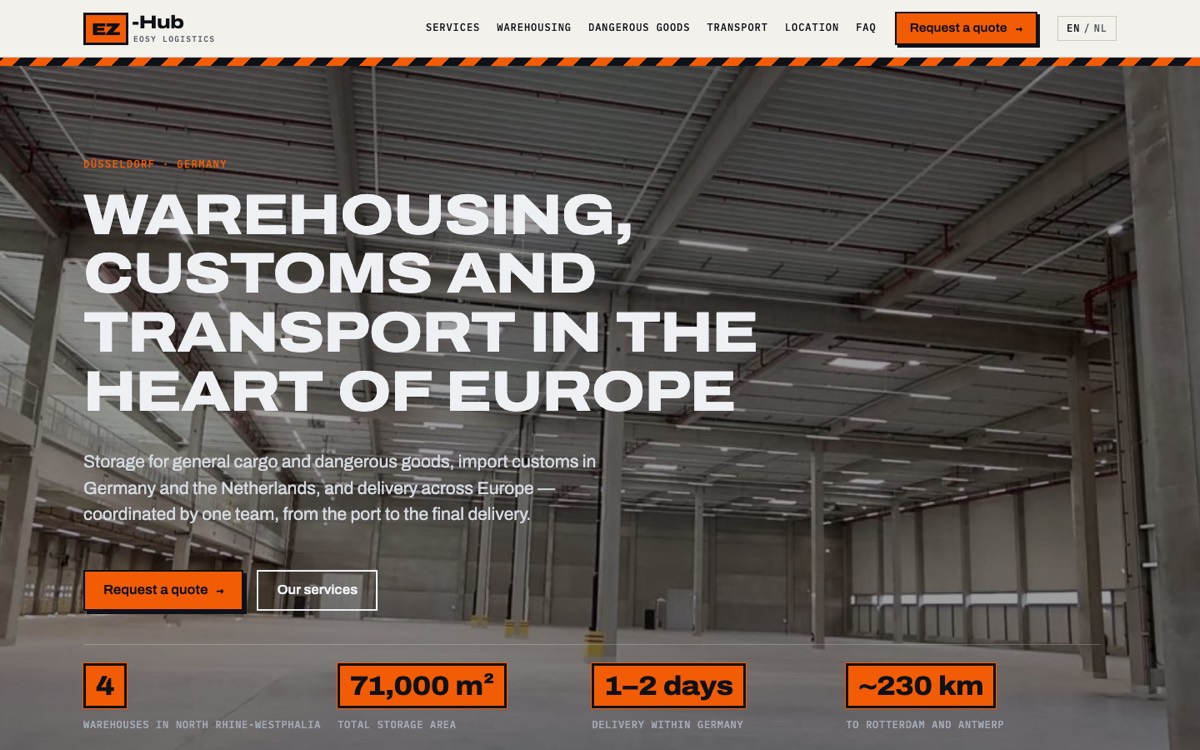 EZ -Hub
EOSY LOGISTICS
SERVICES WAREHOUSING DANGEROUS GOODS TRANSPORT LOCATION FAQ Request a quote → EN / NL
DÜSSELDORF · GERMANY
WAREHOUSING,
CUSTOMS AND
TRANSPORT IN THE
HEART OF EUROPE
Storage for general cargo and dangerous goods, import customs in
Germany and the Netherlands, and delivery across Europe —
coordinated by one team, from the port to the final delivery.
Request a quote → Our services
4 71,000 m² 1–2 days ~230 km
WAREHOUSES IN NORTH RHINE-WESTPHALIA TOTAL STORAGE AREA DELIVERY WITHIN GERMANY TO ROTTERDAM AND ANTWERP